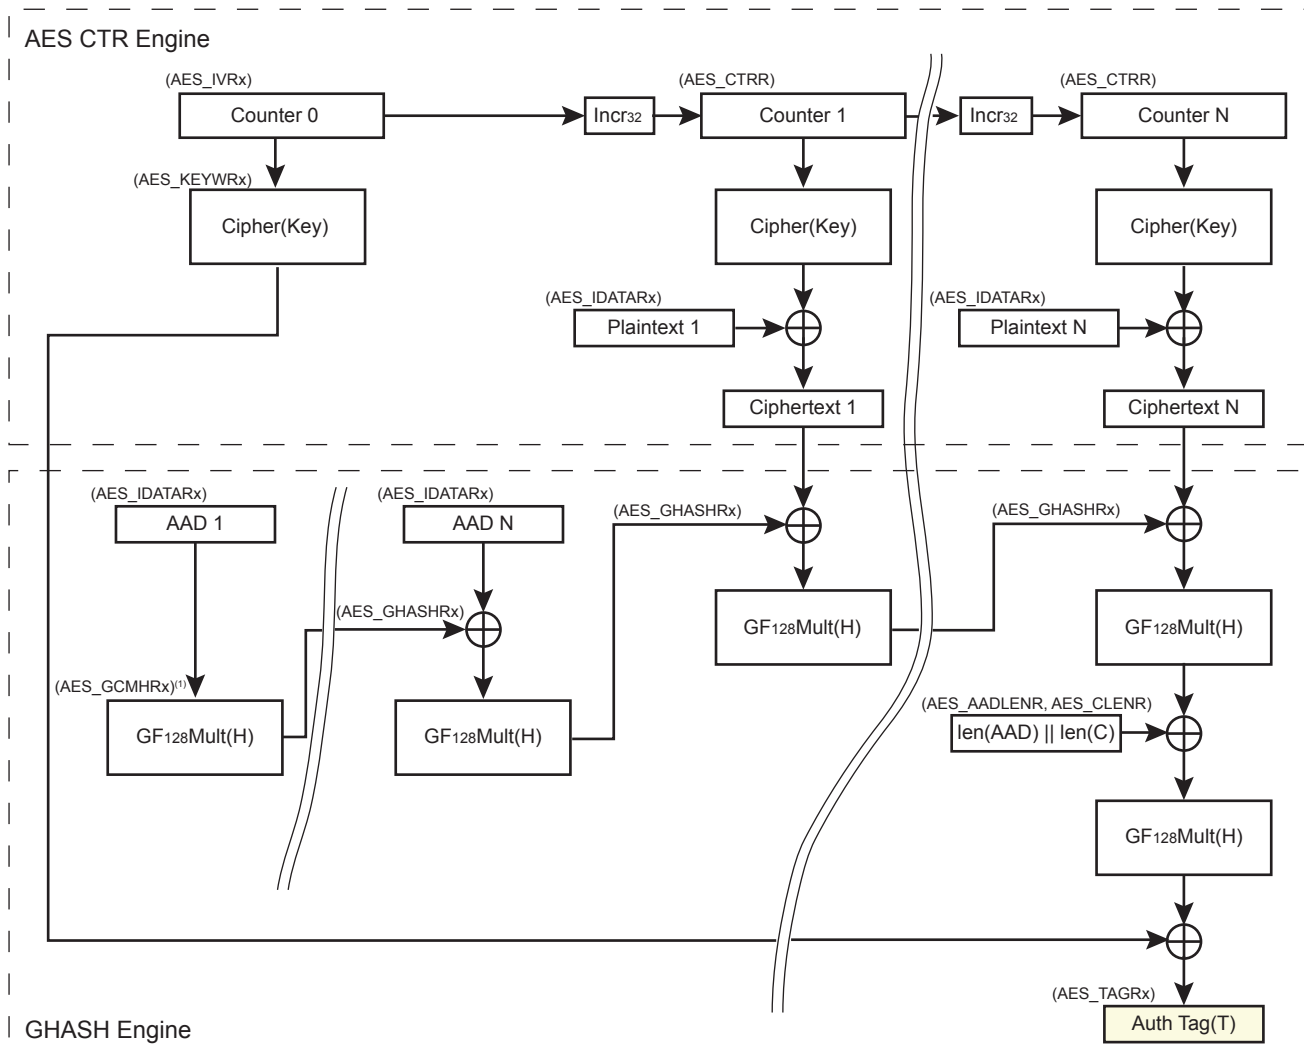 AES CTR Engine
(AES_IVRx)
Counter 0
Incr32
(AES_CTRR)
Counter 1
Incr32
(AES_CTRR)
Counter N
(AES_KEYWRx)
Cipher(Key)
Cipher(Key)
Cipher(Key)
(AES_IDATARx)
Plaintext 1
(AES_IDATARx)
Plaintext N
Ciphertext 1
Ciphertext N
(AES_IDATARx)
AAD 1
(AES_IDATARx)
AAD N
(AES_GHASHRx)
(AES_GHASHRx)
(AES_GHASHRx)
GF128Mult(H)
GF128Mult(H)
(AES_GCMHRx)(1)
GF128Mult(H)
GF128Mult(H)
(AES_AADLENR, AES_CLENR)
len(AAD) || len(C)
GF128Mult(H)
(AES_TAGRx)
Auth Tag(T)
GHASH Engine